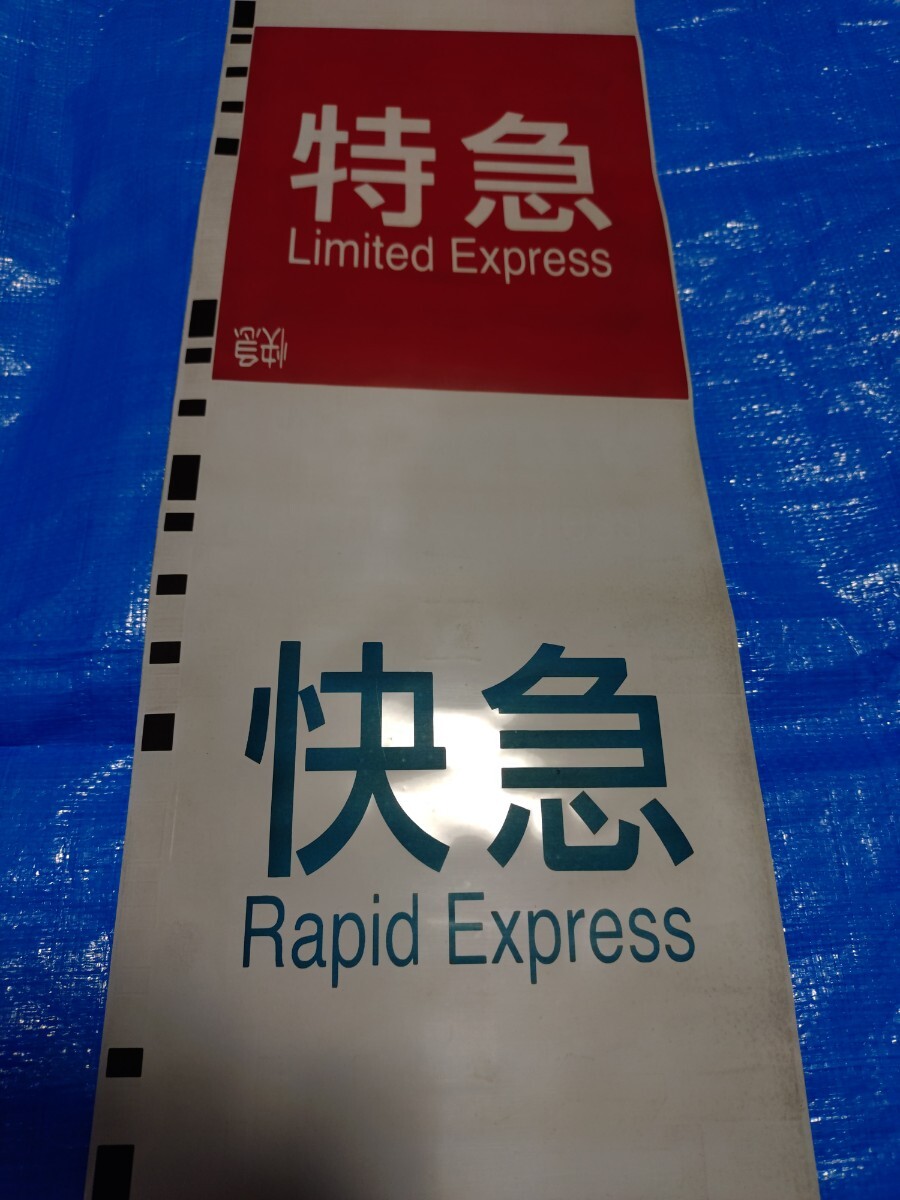 特急
Limited Express
快急
快急
Rapid Express